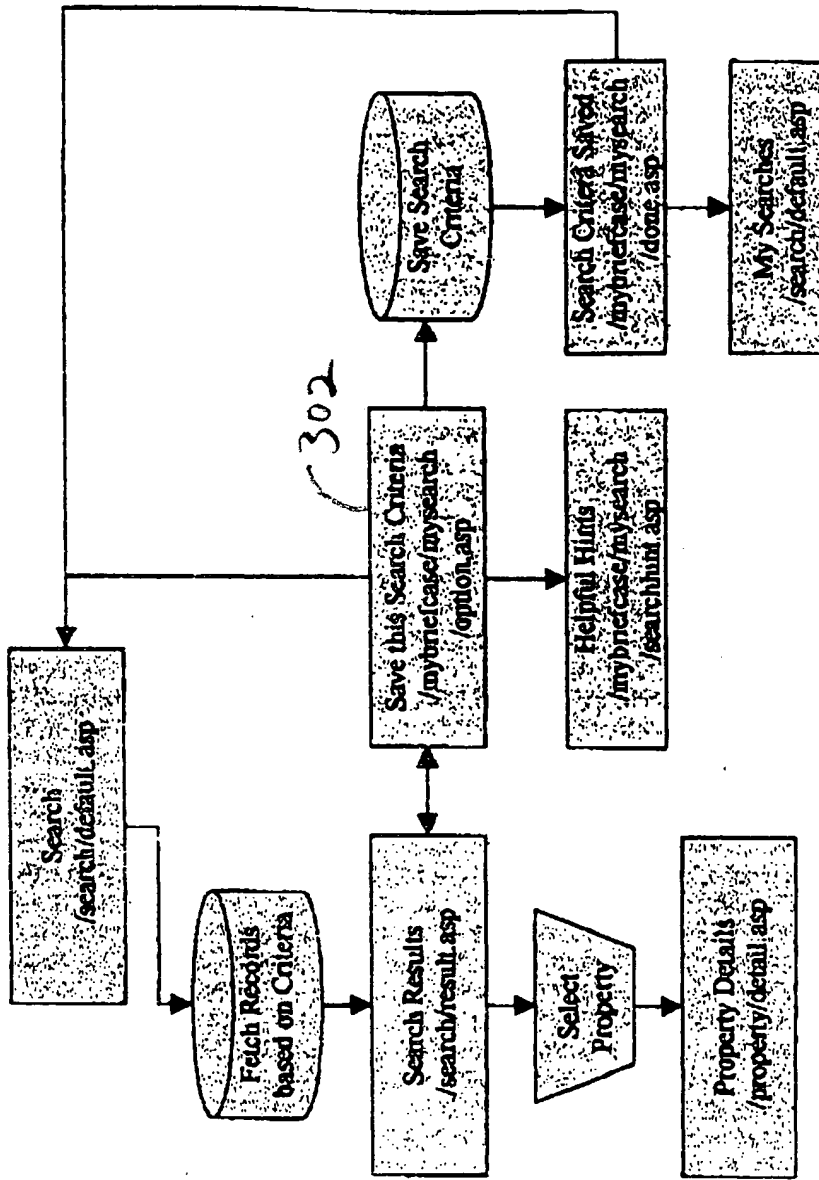 Search
/search/default.asp
Fetch Records
based on Criteria
Search Results
/search/result.asp
Select
Property
Property Details
/property/detail.asp
302
Save this Search Criteria
/mybriefcase/mysearch
/option.asp
Helpful Hints
/mybriefcase/mysearch
/searchhunt.asp
Save Search
Criteria
Search Criteria Saved
/mybriefcase/mysearch
/done.asp
My Searches
/search/default.asp